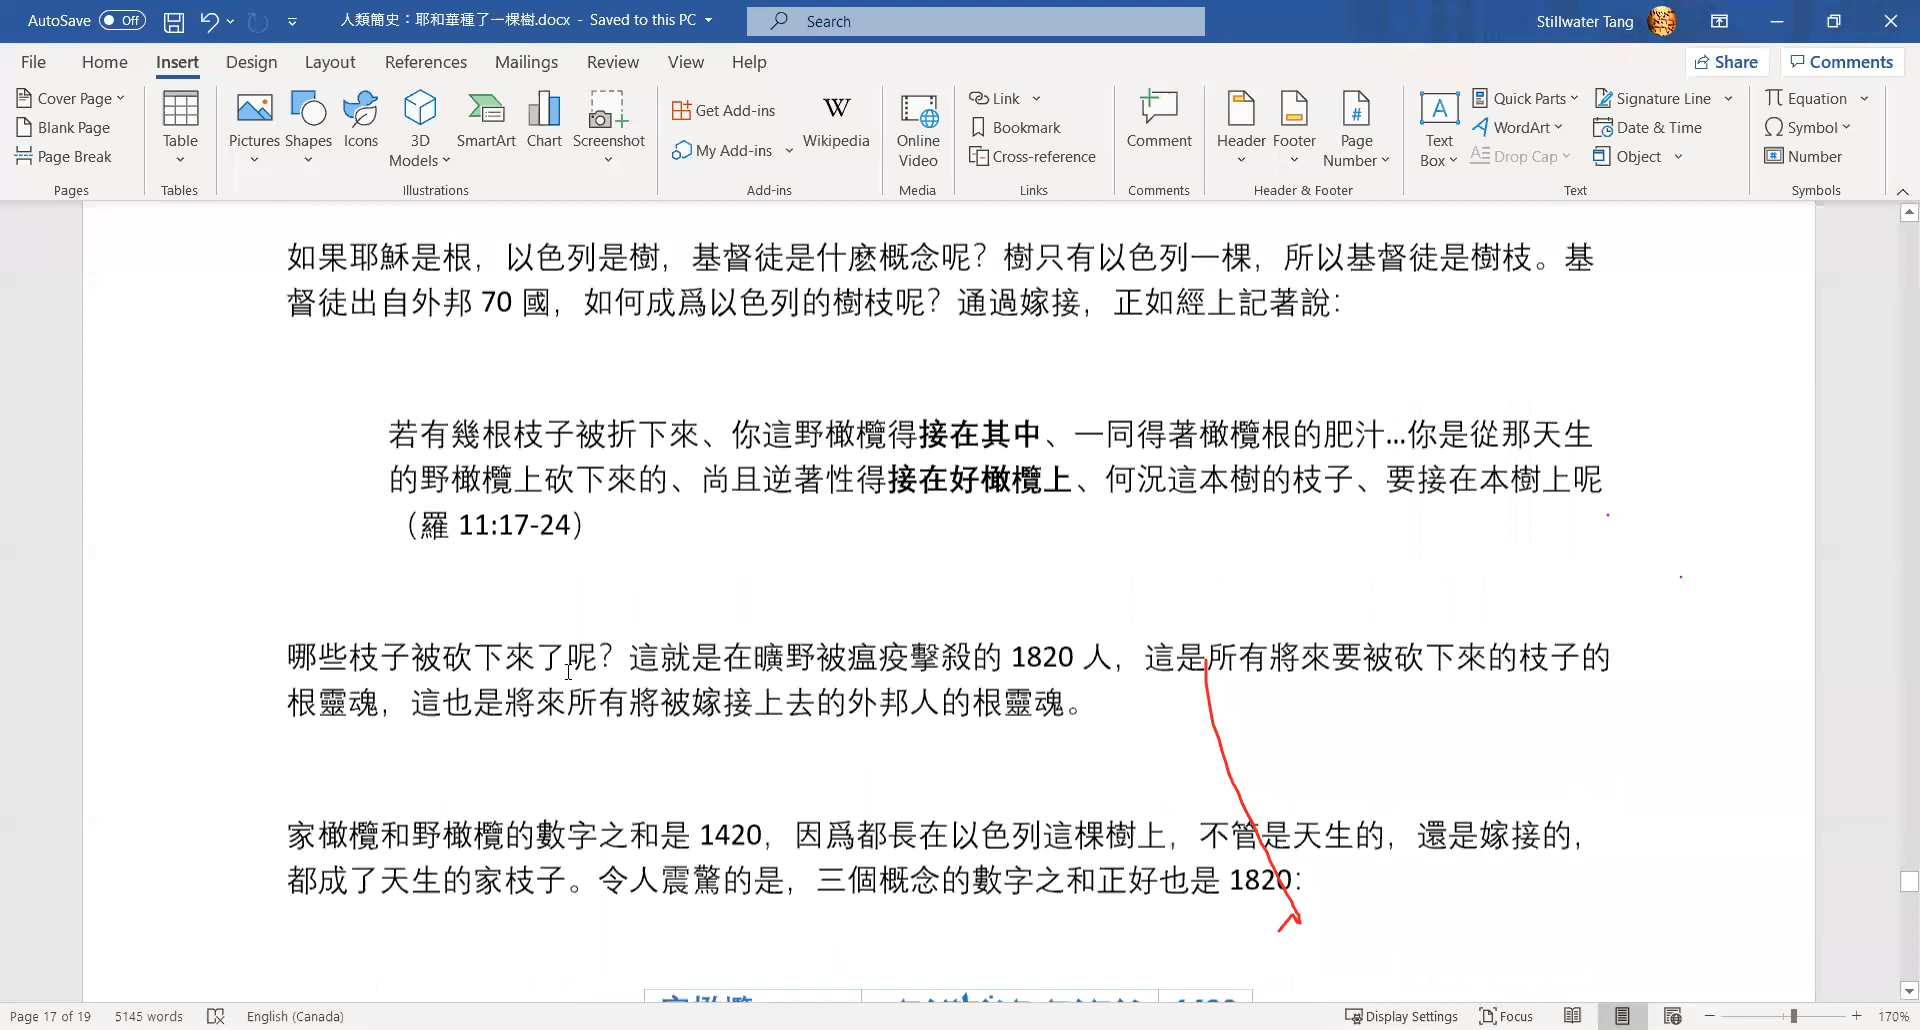 AutoSave Off 人類簡史：耶和華種了一棵樹.docx - Saved to this PC Search Stillwater Tang
File Home Insert Design Layout References Mailings Review View Help Share Comments
Cover Page
Blank Page
Page Break
Pages
Table
Tables
Pictures Shapes Icons 3D Models SmartArt Chart Screenshot
Illustrations
Get Add-ins
My Add-ins
Wikipedia
Add-ins
Online Video
Media
Link
Bookmark
Cross-reference
Links
Comment
Comments
Header Footer Page Number
Header & Footer
Text Box
Quick Parts
WordArt
Drop Cap
Signature Line
Date & Time
Object
Text
Equation
Symbol
Number
Symbols
如果耶穌是根，以色列是樹，基督徒是什麽概念呢？樹只有以色列一棵，所以基督徒是樹枝。基
督徒出自外邦 70 國，如何成爲以色列的樹枝呢？通過嫁接，正如經上記著說：
若有幾根枝子被折下來、你這野橄欖得接在其中、一同得著橄欖根的肥汁...你是從那天生
的野橄欖上砍下來的、尚且逆著性得接在好橄欖上、何況這本樹的枝子、要接在本樹上呢
（羅 11:17-24）
哪些枝子被砍下來了呢？這就是在曠野被瘟疫擊殺的 1820 人，這是所有將來要被砍下來的枝子的
根靈魂，這也是將來所有將被嫁接上去的外邦人的根靈魂。
家橄欖和野橄欖的數字之和是 1420，因爲都長在以色列這棵樹上，不管是天生的，還是嫁接的，
都成了天生的家枝子。令人震驚的是，三個概念的數字之和正好也是 1820：
Page 17 of 19 5145 words English (Canada) Display Settings Focus 170%